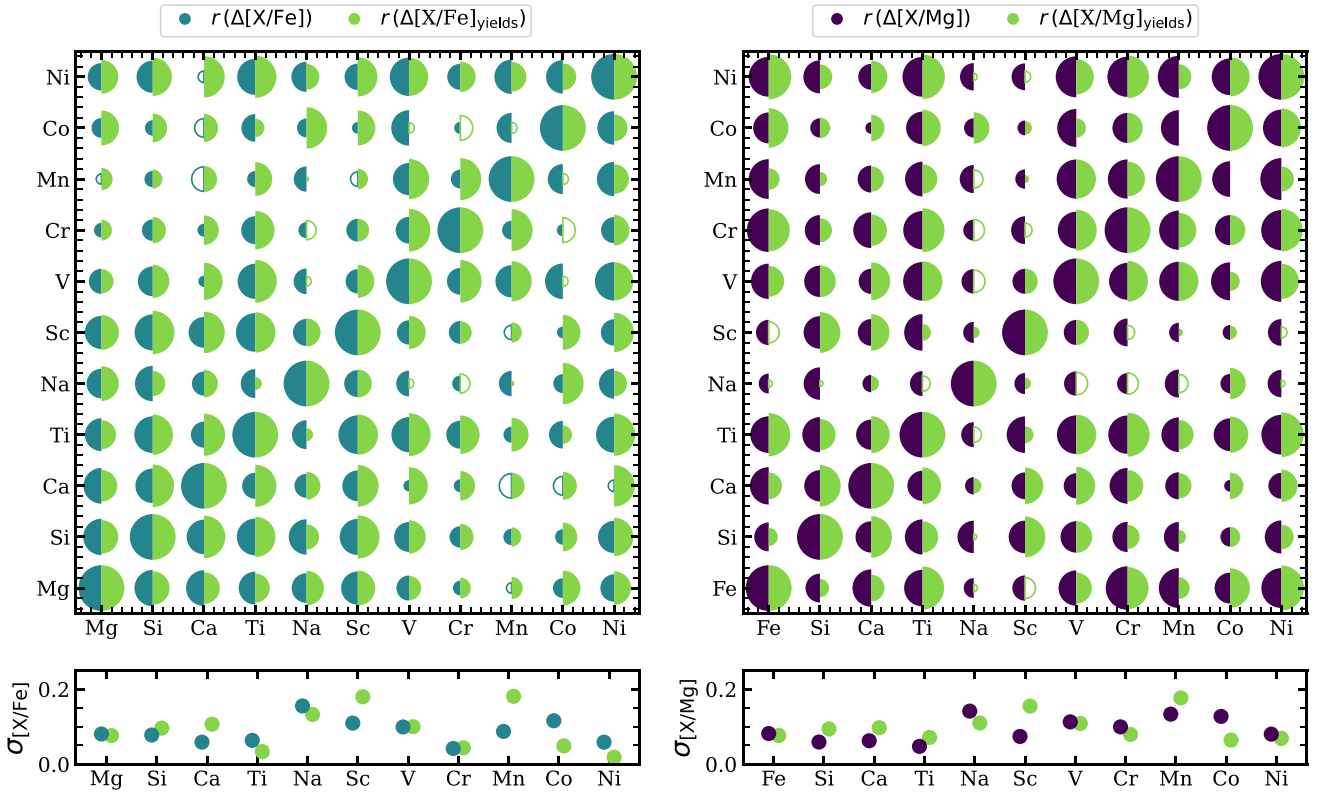 r(Δ[X/Fe]) r(Δ[X/Fe]yields)
Ni
Co
Mn
Cr
V
Sc
Na
Ti
Ca
Si
Mg
Mg Si Ca Ti Na Sc V Cr Mn Co Ni
σ[X/Fe]
0.2
0.0
Mg Si Ca Ti Na Sc V Cr Mn Co Ni
r(Δ[X/Mg]) r(Δ[X/Mg]yields)
Ni
Co
Mn
Cr
V
Sc
Na
Ti
Ca
Si
Fe
Fe Si Ca Ti Na Sc V Cr Mn Co Ni
σ[X/Mg]
0.2
0.0
Fe Si Ca Ti Na Sc V Cr Mn Co Ni